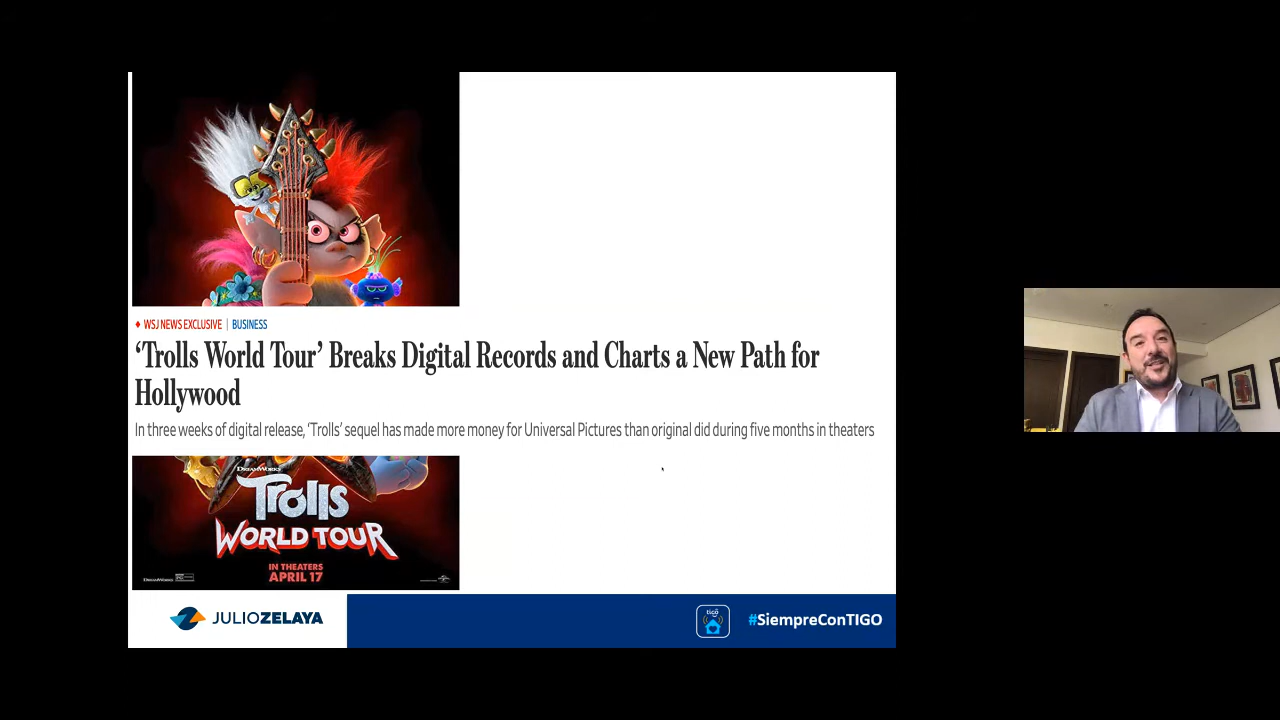 WSJ NEWS EXCLUSIVE | BUSINESS
‘Trolls World Tour’ Breaks Digital Records and Charts a New Path for
Hollywood
In three weeks of digital release, ‘Trolls’ sequel has made more money for Universal Pictures than original did during five months in theaters
DREAMWORKS
Trolls
WORLD TOUR
IN THEATERS
APRIL 17
DREAMWORKS
JULIOZELAYA
tigo
#SiempreConTIGO